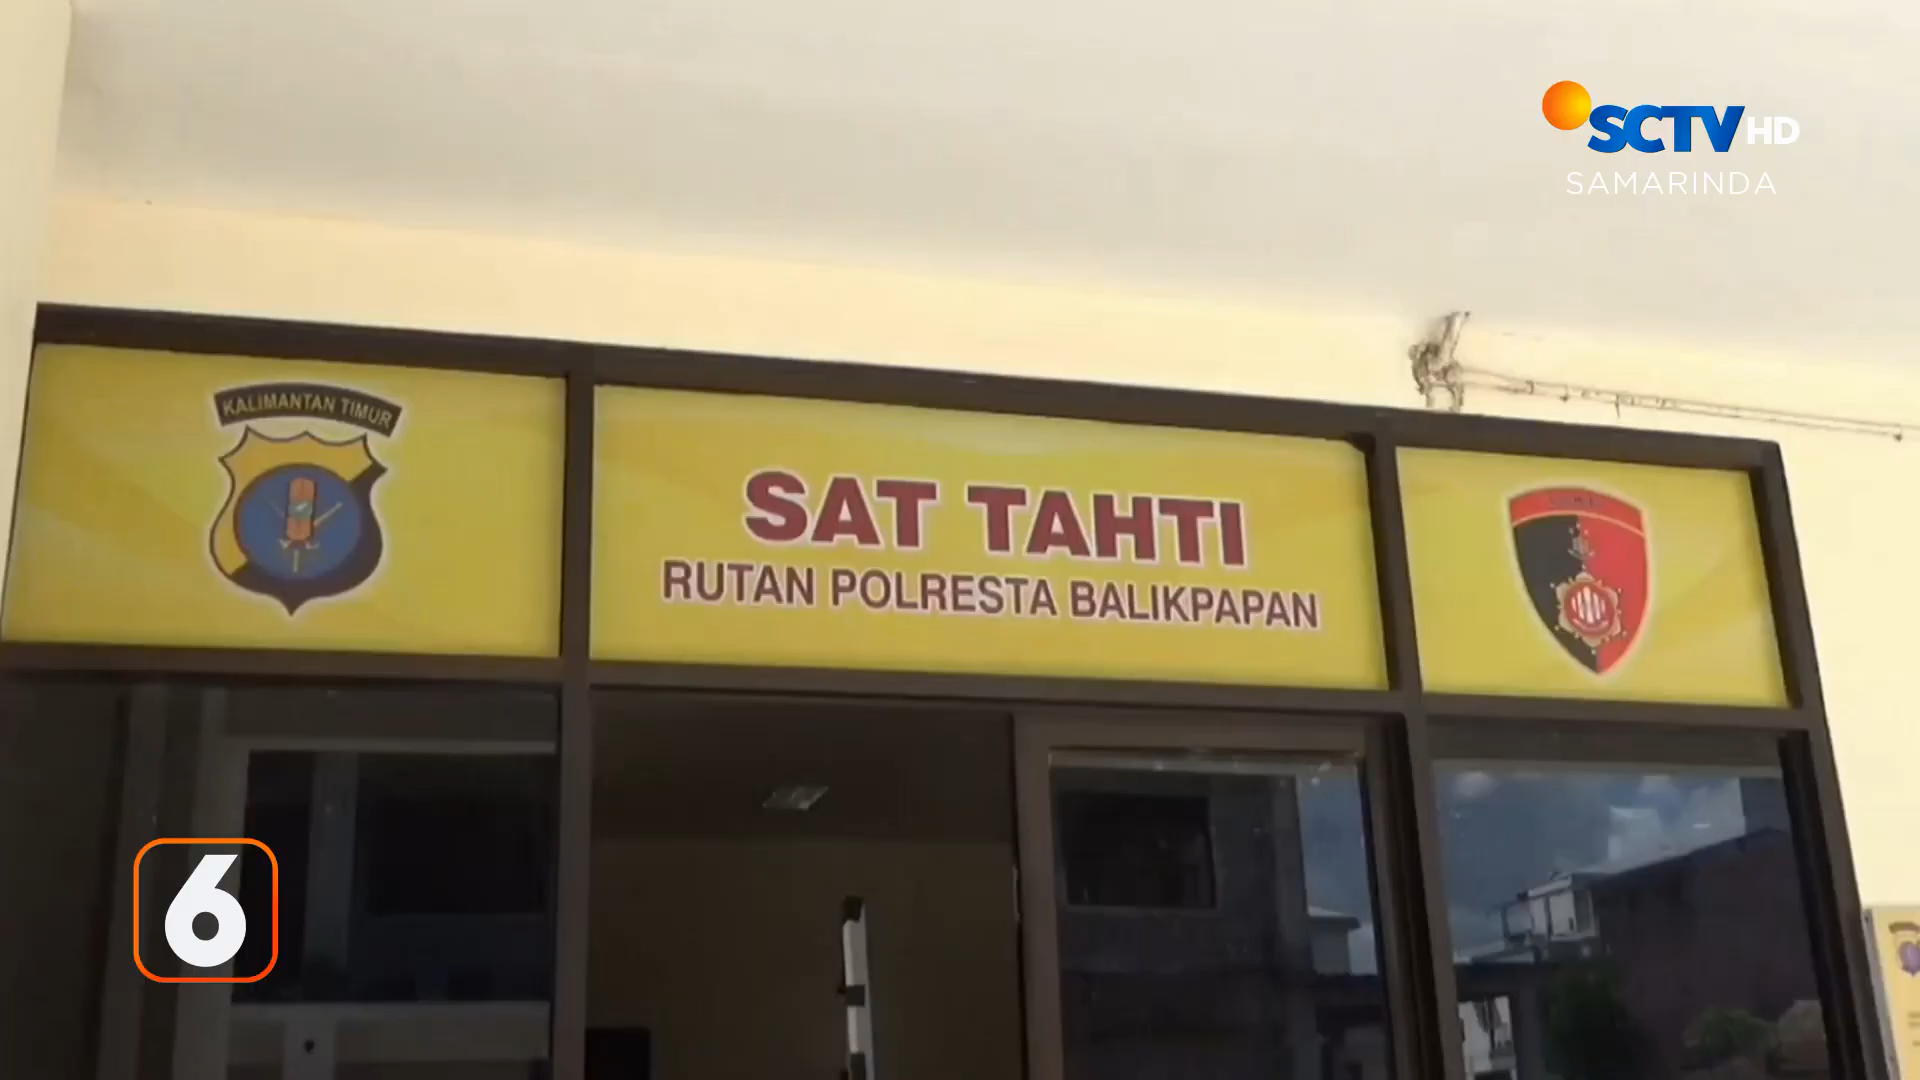 SCTV HD
SAMARINDA
KALIMANTAN TIMUR
SAT TAHTI
RUTAN POLRESTA BALIKPAPAN
6